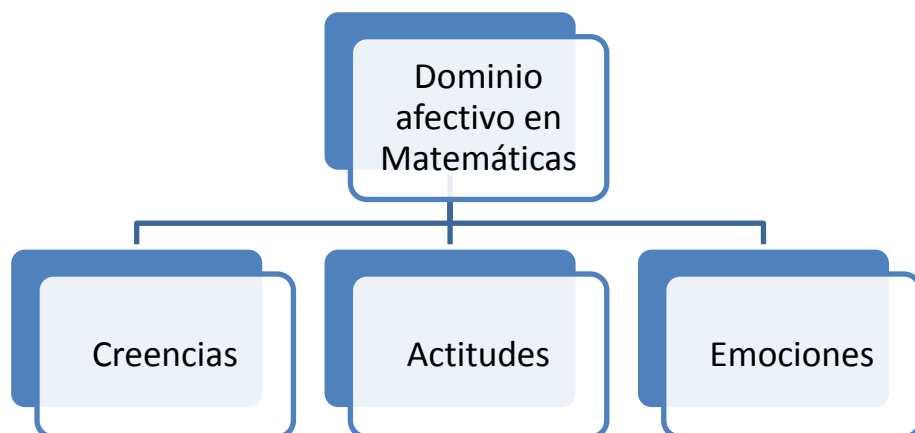 Dominio
afectivo en
Matemáticas
Creencias
Actitudes
Emociones